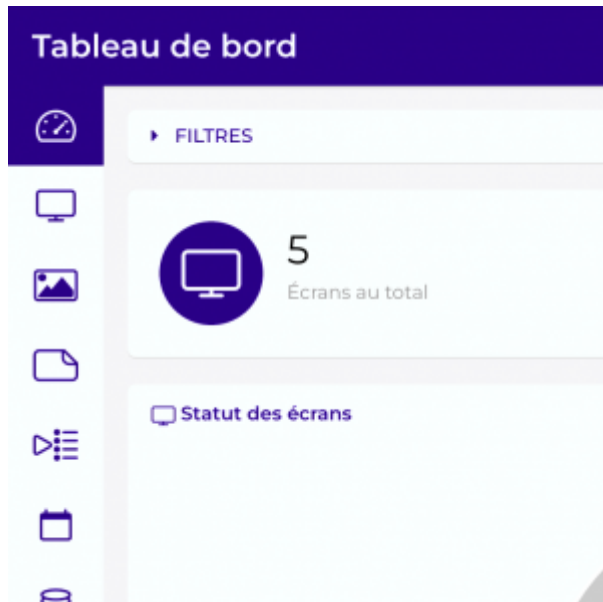 Tableau de bord
FILTRES
5
Écrans au total
Statut des écrans